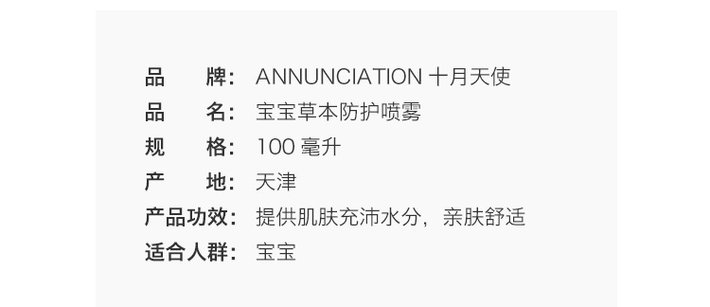 品 牌： ANNUNCIATION 十月天使
品 名： 宝宝草本防护喷雾
规 格： 100 毫升
产 地： 天津
产品功效： 提供肌肤充沛水分，亲肤舒适
适合人群： 宝宝